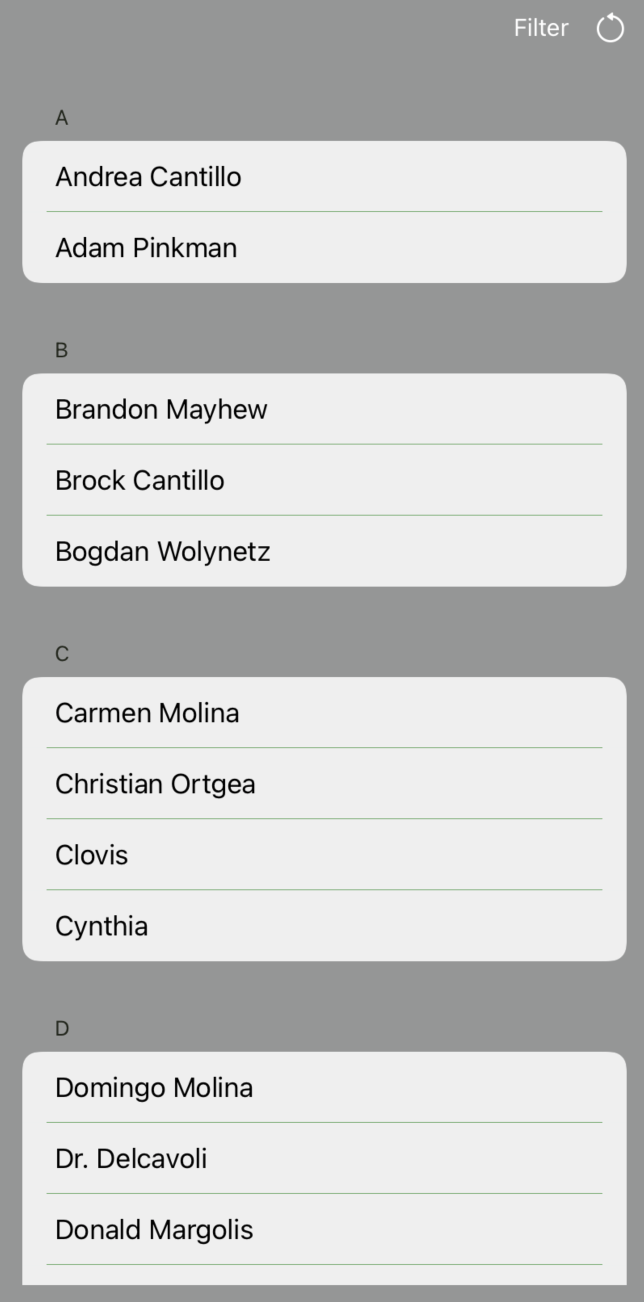 Filter
A
Andrea Cantillo
Adam Pinkman
B
Brandon Mayhew
Brock Cantillo
Bogdan Wolynetz
C
Carmen Molina
Christian Ortgea
Clovis
Cynthia
D
Domingo Molina
Dr. Delcavoli
Donald Margolis